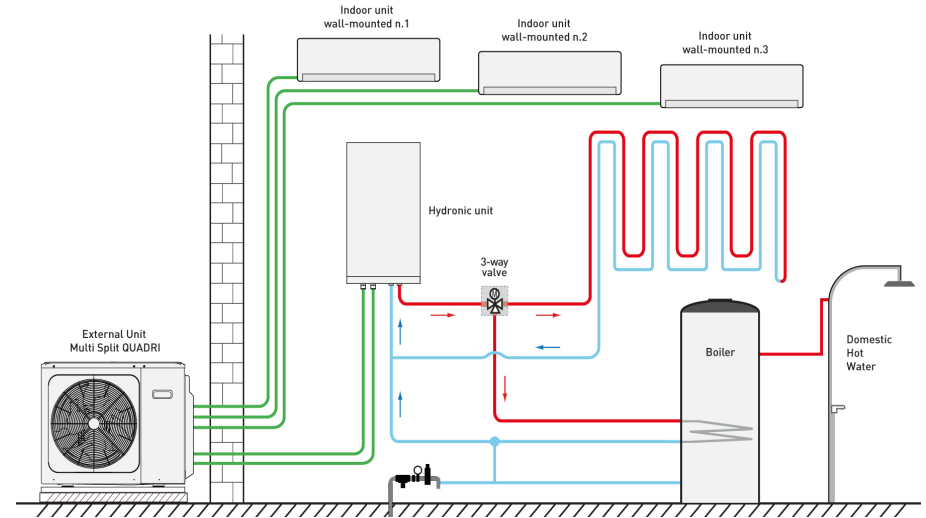 Indoor unit
wall-mounted n.1
Indoor unit
wall-mounted n.2
Indoor unit
wall-mounted n.3
Hydronic unit
3-way
valve
M
External Unit
Multi Split QUADRI
Boiler
Domestic
Hot
Water